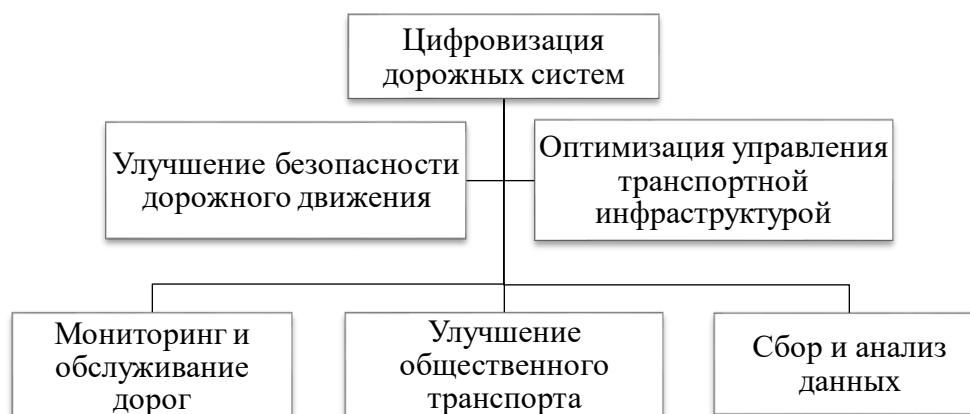 Цифровизация
дорожных систем
Улучшение безопасности
дорожного движения
Оптимизация управления
транспортной
инфраструктурой
Мониторинг и
обслуживание
дорог
Улучшение
общественного
транспорта
Сбор и анализ
данных